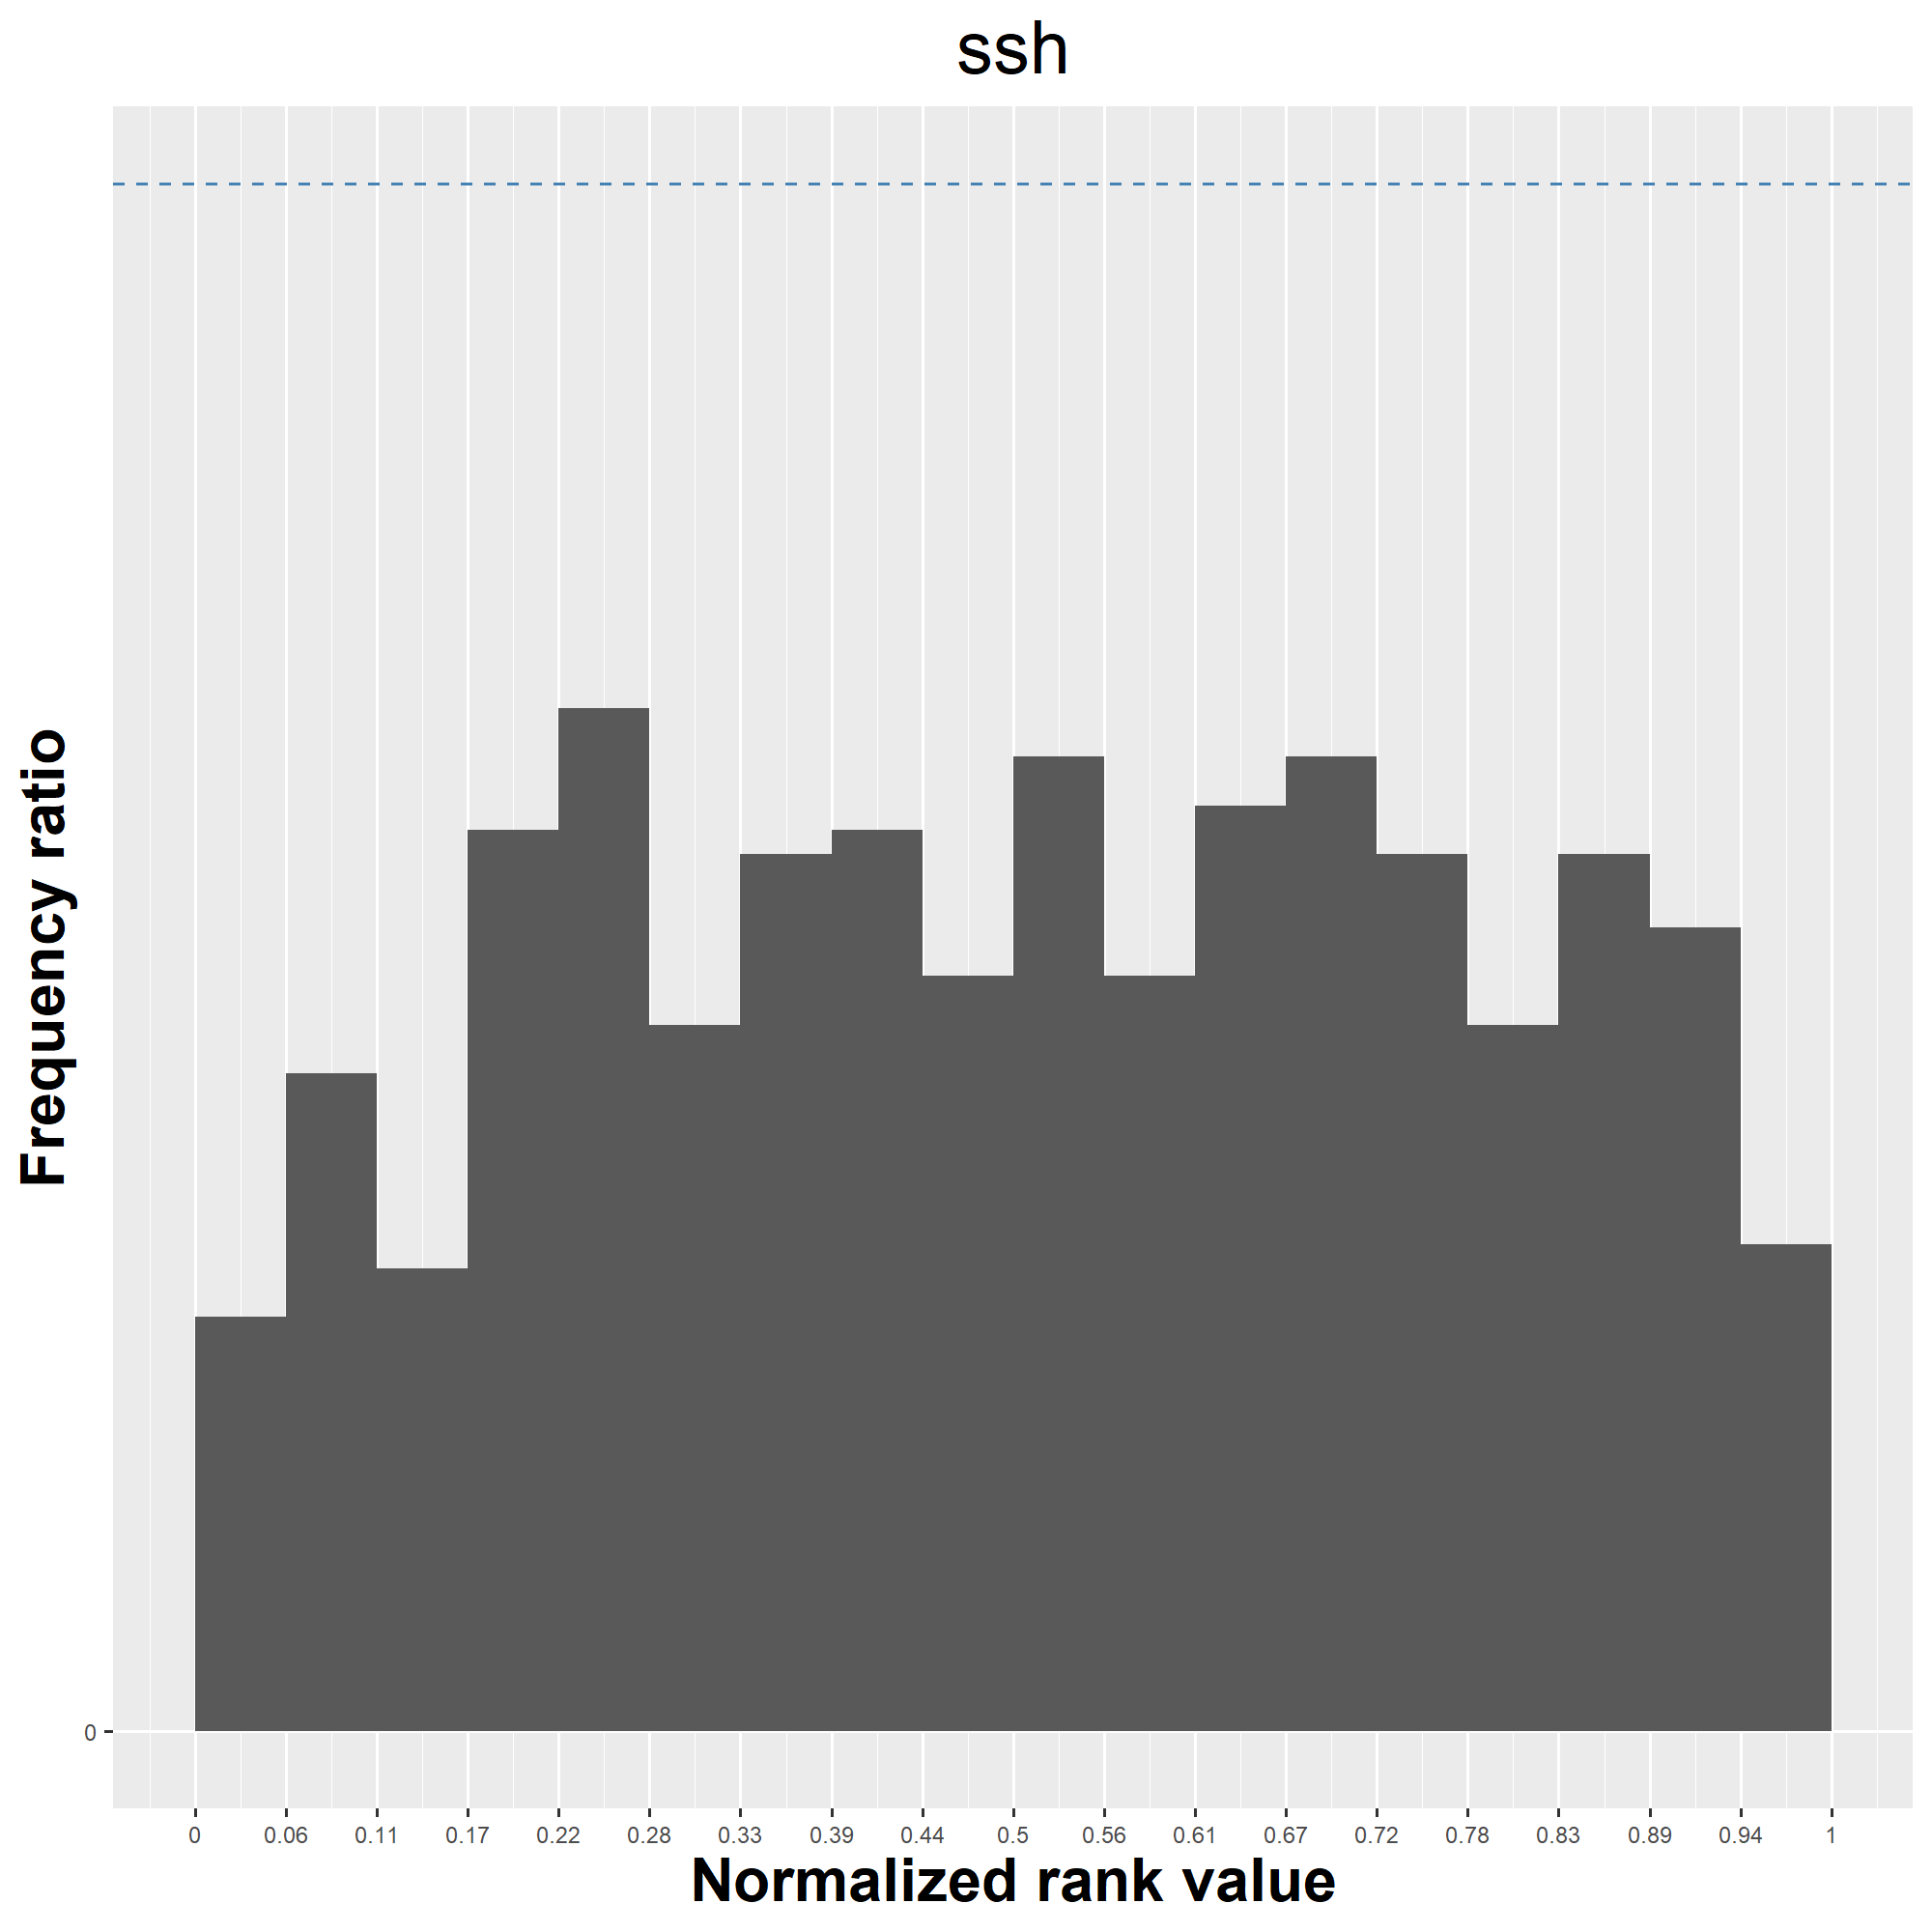 ssh
Frequency ratio
0
0 0.06 0.11 0.17 0.22 0.28 0.33 0.39 0.44 0.5 0.56 0.61 0.67 0.72 0.78 0.83 0.89 0.94 1
Normalized rank value